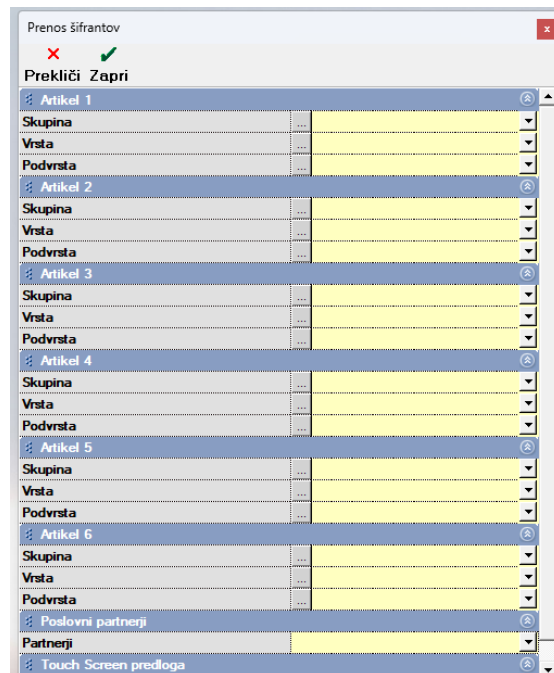 Prenos šifrantov
x
Prekliči Zapri
Artikel 1
Skupina ...
Vrsta ...
Podvrsta ...
Artikel 2
Skupina ...
Vrsta ...
Podvrsta ...
Artikel 3
Skupina ...
Vrsta ...
Podvrsta ...
Artikel 4
Skupina ...
Vrsta ...
Podvrsta ...
Artikel 5
Skupina ...
Vrsta ...
Podvrsta ...
Artikel 6
Skupina ...
Vrsta ...
Podvrsta ...
Poslovni partnerji
Partnerji
Touch Screen predloga